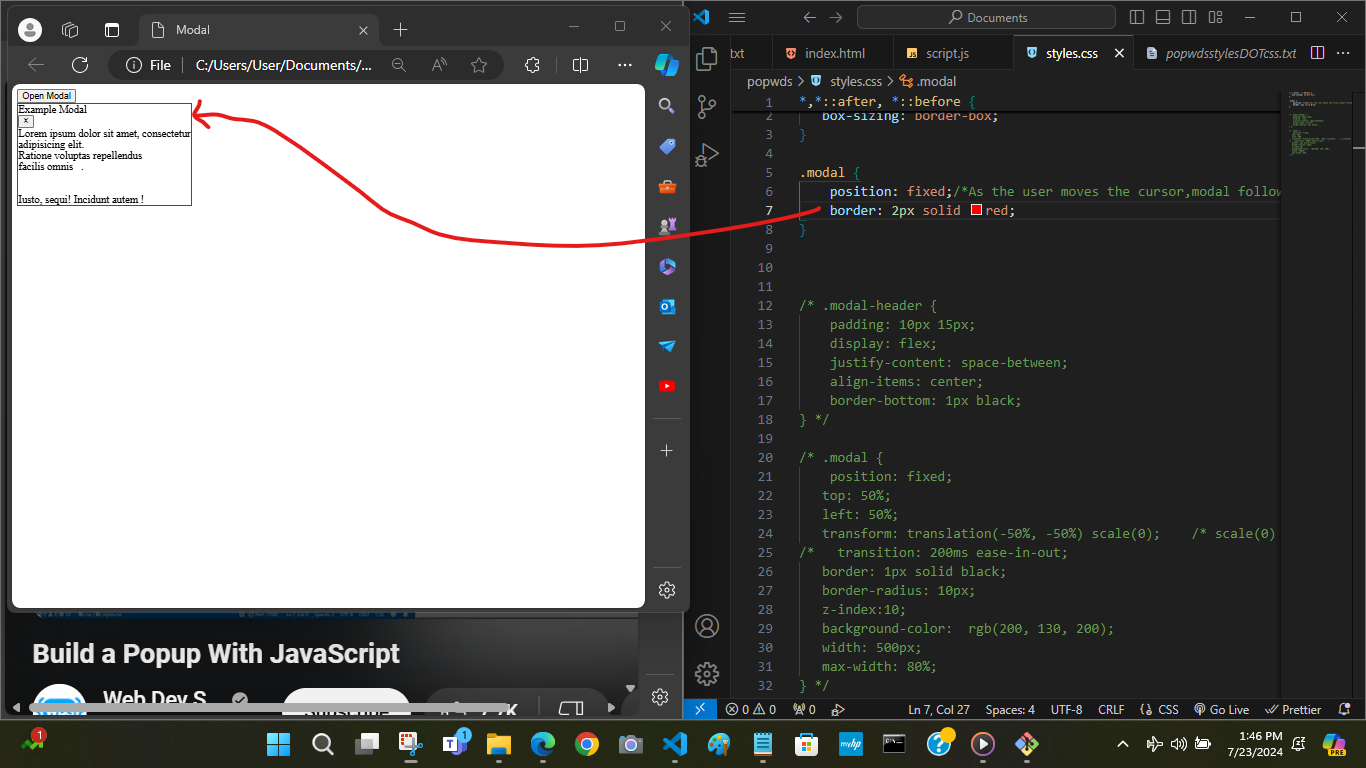 Modal
File
C:/Users/User/Documents/...
Open Modal
Example Modal
x
Lorem ipsum dolor sit amet, consectetur
adipisicing elit.
Ratione voluptas repellendus
facilis omnis .
Iusto, sequi! Incidunt autem !
Build a Popup With JavaScript
Web Dev S
Documents
txt
index.html
script.js
styles.css
popwdsstylesDOTcss.txt
popwds > styles.css > .modal
1 *,*::after, *::before {
2 box-sizing: border-box;
3 }
4
5 .modal {
6 position: fixed;/*As the user moves the cursor,modal follow
7 border: 2px solid red;
8 }
9
10
11
12 /* .modal-header {
13 padding: 10px 15px;
14 display: flex;
15 justify-content: space-between;
16 align-items: center;
17 border-bottom: 1px black;
18 } */
19
20 /* .modal {
21 position: fixed;
22 top: 50%;
23 left: 50%;
24 transform: translation(-50%, -50%) scale(0); /* scale(0)
25 /* transition: 200ms ease-in-out;
26 border: 1px solid black;
27 border-radius: 10px;
28 z-index:10;
29 background-color: rgb(200, 130, 200);
30 width: 500px;
31 max-width: 80%;
32 } */
0 0 0
Ln 7, Col 27
Spaces: 4
UTF-8
CRLF
CSS
Go Live
Prettier
1
1
myhp
PRE
1:46 PM
7/23/2024